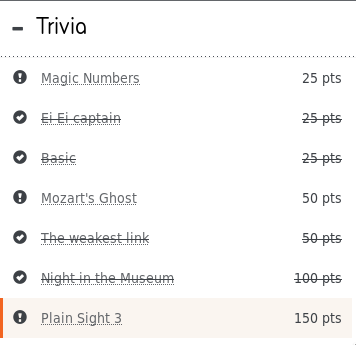 Trivia
Magic Numbers 25 pts
Ei Ei captain 25 pts
Basic 25 pts
Mozart's Ghost 50 pts
The weakest link 50 pts
Night in the Museum 100 pts
Plain Sight 3 150 pts